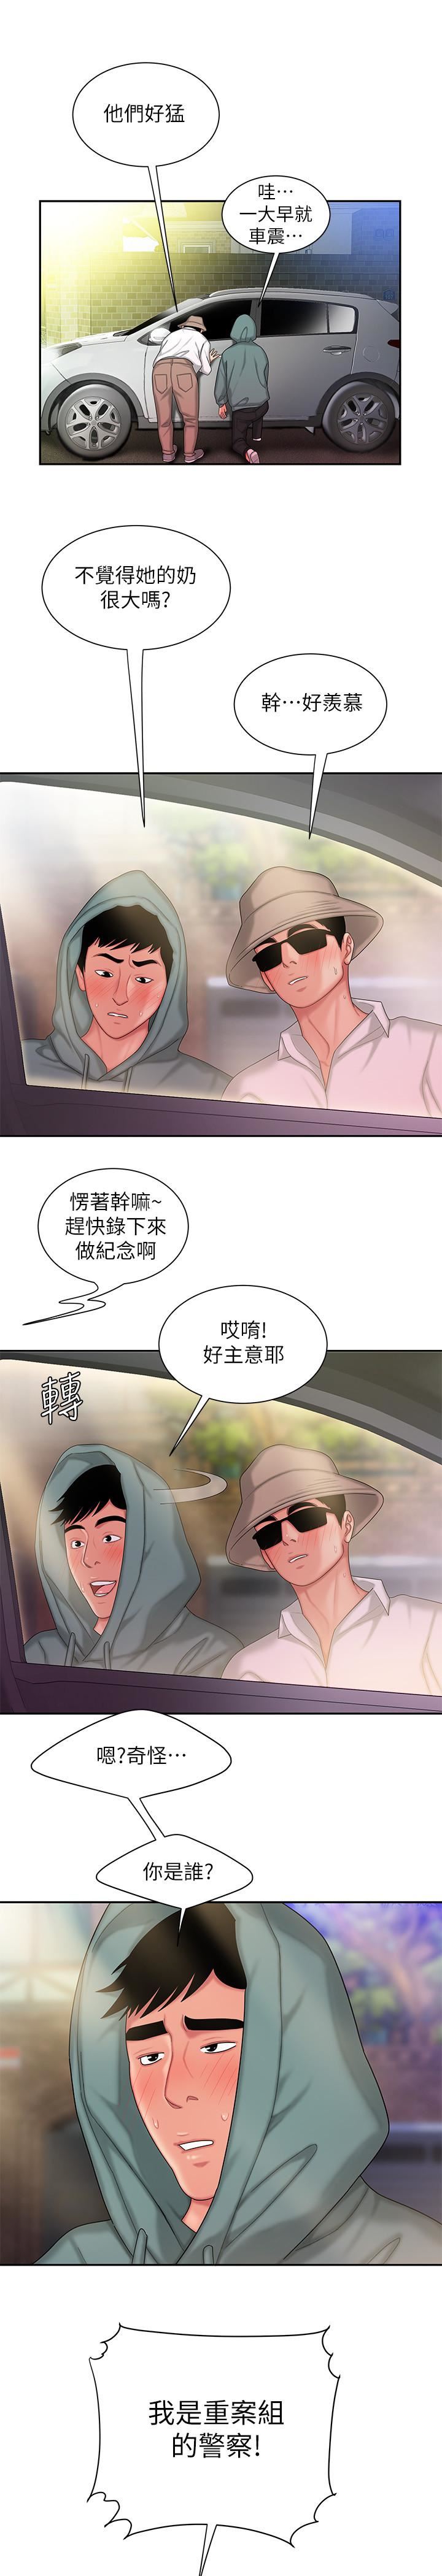 他們好猛
哇⋯
一大早就
車震⋯
不覺得她的奶
很大嗎?
幹⋯好羨慕
愣著幹嘛~
趕快錄下來
做紀念啊
哎唷!
好主意耶
轉
嗯?奇怪⋯
你是誰?
我是重案組
的警察!